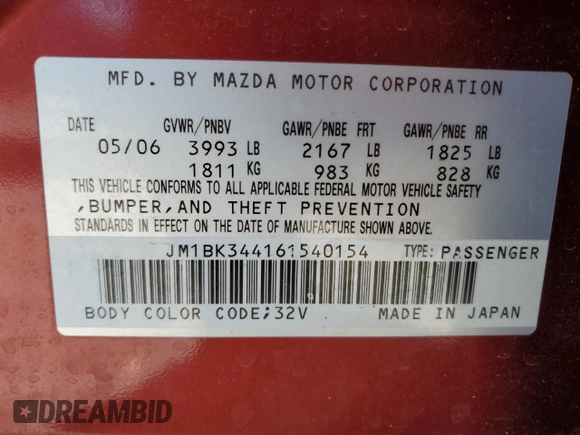 MFD. BY MAZDA MOTOR CORPORATION
DATE GVWR/PNBV GAWR/PNBE FRT GAWR/PNBE RR
05/06 3993 LB 2167 LB 1825 LB
1811 KG 983 KG 828 KG
THIS VEHICLE CONFORMS TO ALL APPLICABLE FEDERAL MOTOR VEHICLE SAFETY
,BUMPER,AND THEFT PREVENTION
STANDARDS IN EFFECT ON THE DATE OF MANUFACTURE SHOWN ABOVE.
JM1BK344161540154 TYPE: PASSENGER
BODY COLOR CODE;32V MADE IN JAPAN
DREAMBID